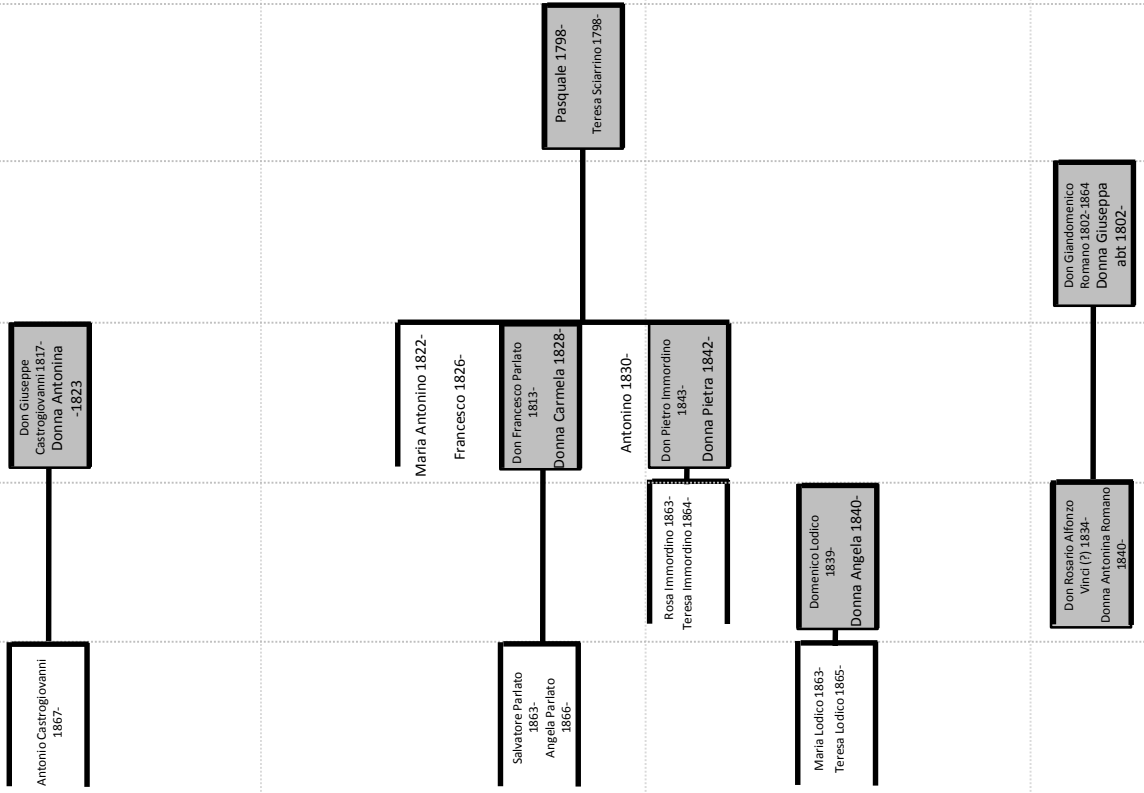 Pasquale 1798-
Teresa Sciarrino 1798-
Don Giandomenico
Romano 1802-1864
Donna Giuseppa
abt 1802-
Don Giuseppe
Castrogiovanni 1817-
Donna Antonina
-1823
Maria Antonino 1822-
Francesco 1826-
Don Francesco Parlato
1813-
Donna Carmela 1828-
Antonino 1830-
Don Pietro Immordino
1843-
Donna Pietra 1842-
Rosa Immordino 1863-
Teresa Immordino 1864-
Domenico Lodico
1839-
Donna Angela 1840-
Don Rosario Alfonzo
Vinci (?) 1834-
Donna Antonina Romano
1840-
Antonio Castrogiovanni
1867-
Salvatore Parlato
1863-
Angela Parlato
1866-
Maria Lodico 1863-
Teresa Lodico 1865-